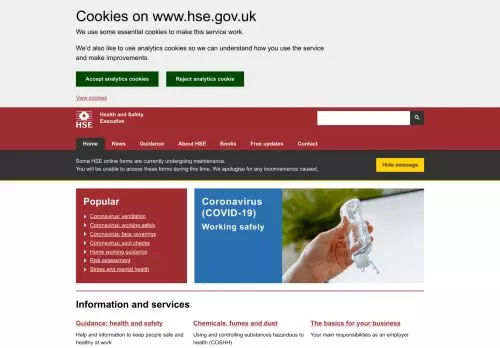 Cookies on www.hse.gov.uk
We use some essential cookies to make this service work.
We'd also like to use analytics cookies so we can understand how you use the service
and make improvements.
Accept analytics cookies
Reject analytics cookie
View cookies
HSE
Health and Safety
Executive
Home
News
Guidance
About HSE
Books
Free updates
Contact
Some HSE online forms are currently undergoing maintenance.
You will be unable to access these forms during this time. We apologise for any inconvenience caused.
Hide message
Popular
Coronavirus: ventilation
Coronavirus: working safely
Coronavirus: face coverings
Coronavirus: spot checks
Home working guidance
Risk assessment
Stress and mental health
Coronavirus
(COVID-19)
Working safely
Information and services
Guidance: health and safety
Help and information to keep people safe and
healthy at work
Chemicals, fumes and dust
Using and controlling substances hazardous to
health (COSHH)
The basics for your business
Your main responsibilities as an employer